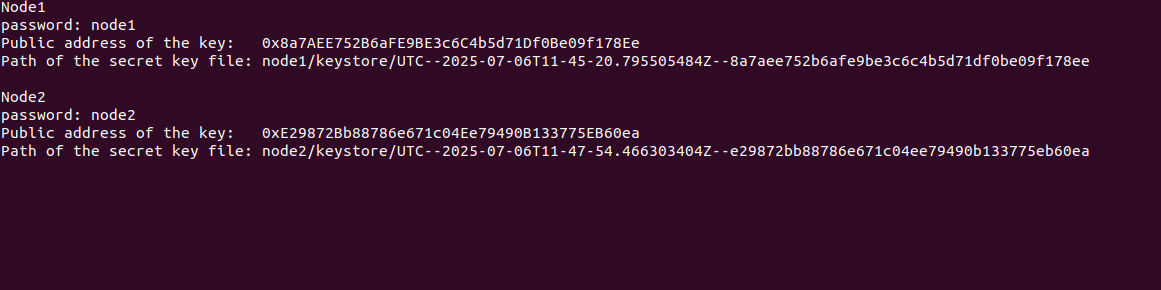 Node1
password: node1
Public address of the key:   0x8a7AEE752B6aFE9BE3c6C4b5d71Df0Be09f178Ee
Path of the secret key file: node1/keystore/UTC--2025-07-06T11-45-20.795505484Z--8a7aee752b6afe9be3c6c4b5d71df0be09f178ee

Node2
password: node2
Public address of the key:   0xE29872Bb88786e671c04Ee79490B133775EB60ea
Path of the secret key file: node2/keystore/UTC--2025-07-06T11-47-54.466303404Z--e29872bb88786e671c04ee79490b133775eb60ea